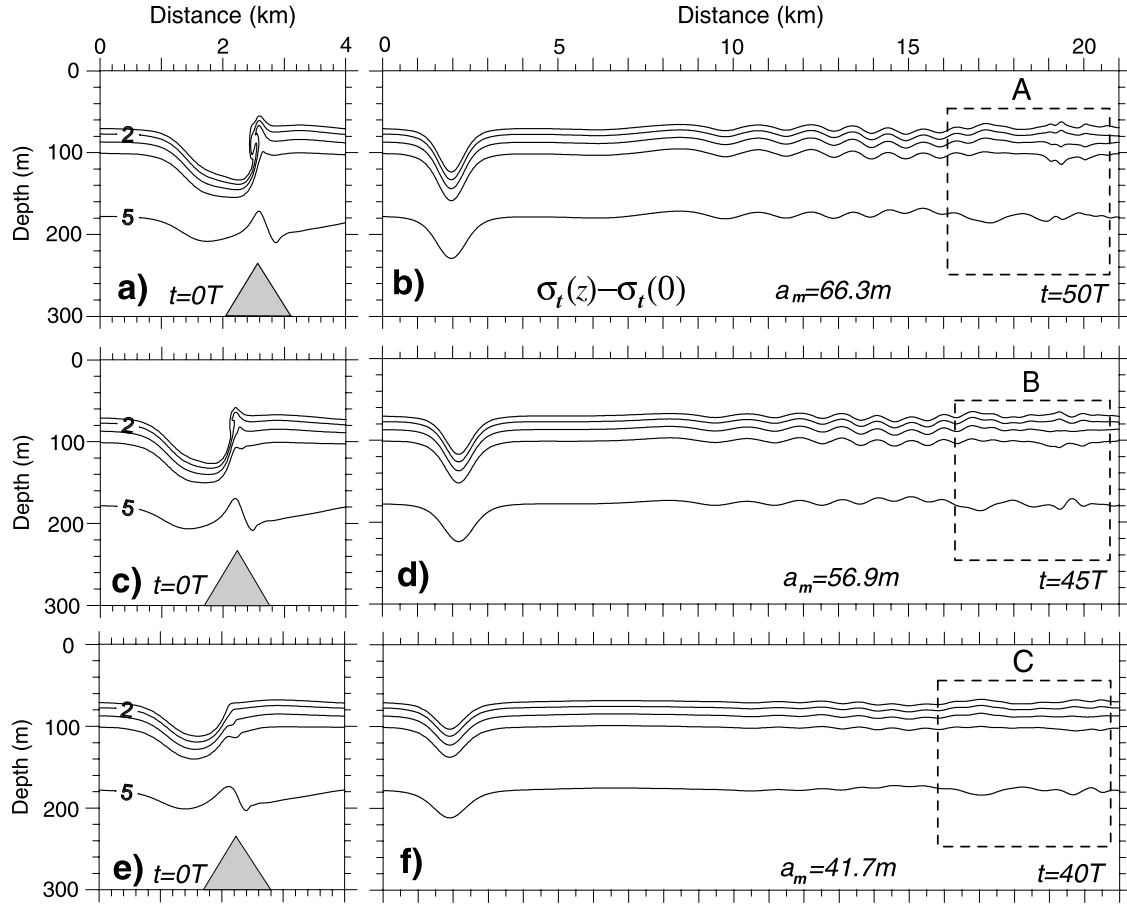 Distance (km)
Distance (km)
0 2 4
0 5 10 15 20
0
100
200
300
Depth (m)
2
5
a)
t=0T
A
b)
σt(z)−σt(0)
am=66.3m
t=50T
0
100
200
300
Depth (m)
2
5
c)
t=0T
B
d)
am=56.9m
t=45T
0
100
200
300
Depth (m)
2
5
e)
t=0T
C
f)
am=41.7m
t=40T